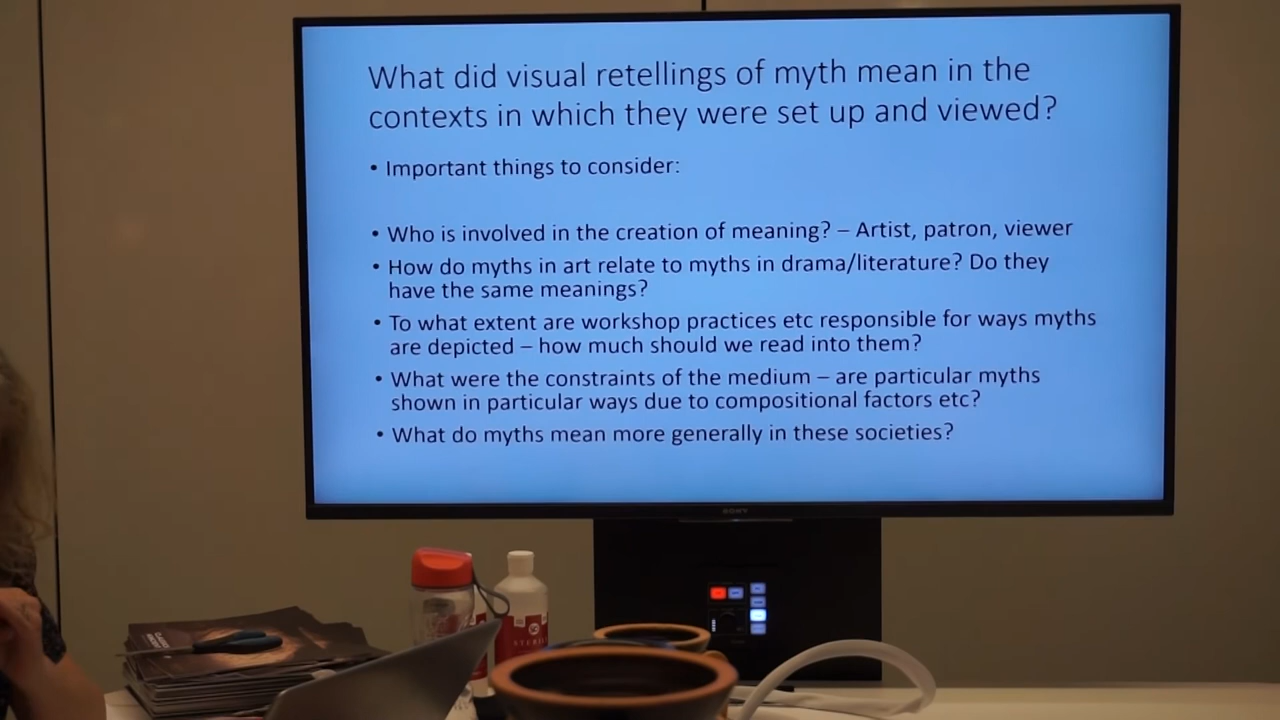 What did visual retellings of myth mean in the
contexts in which they were set up and viewed?
• Important things to consider:
• Who is involved in the creation of meaning? – Artist, patron, viewer
• How do myths in art relate to myths in drama/literature? Do they
have the same meanings?
• To what extent are workshop practices etc responsible for ways myths
are depicted – how much should we read into them?
• What were the constraints of the medium – are particular myths
shown in particular ways due to compositional factors etc?
• What do myths mean more generally in these societies?
SONY